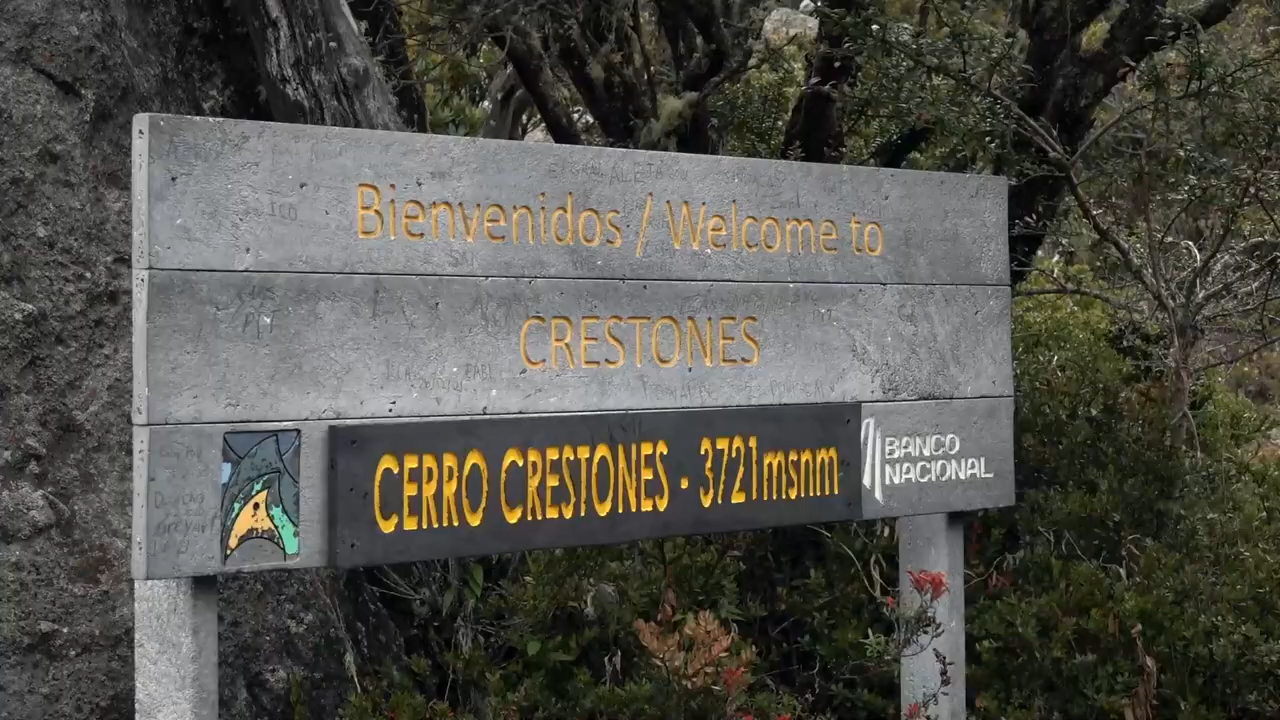 Bienvenidos / Welcome to
CRESTONES
CERRO CRESTONES - 3721msnm
BANCO
NACIONAL